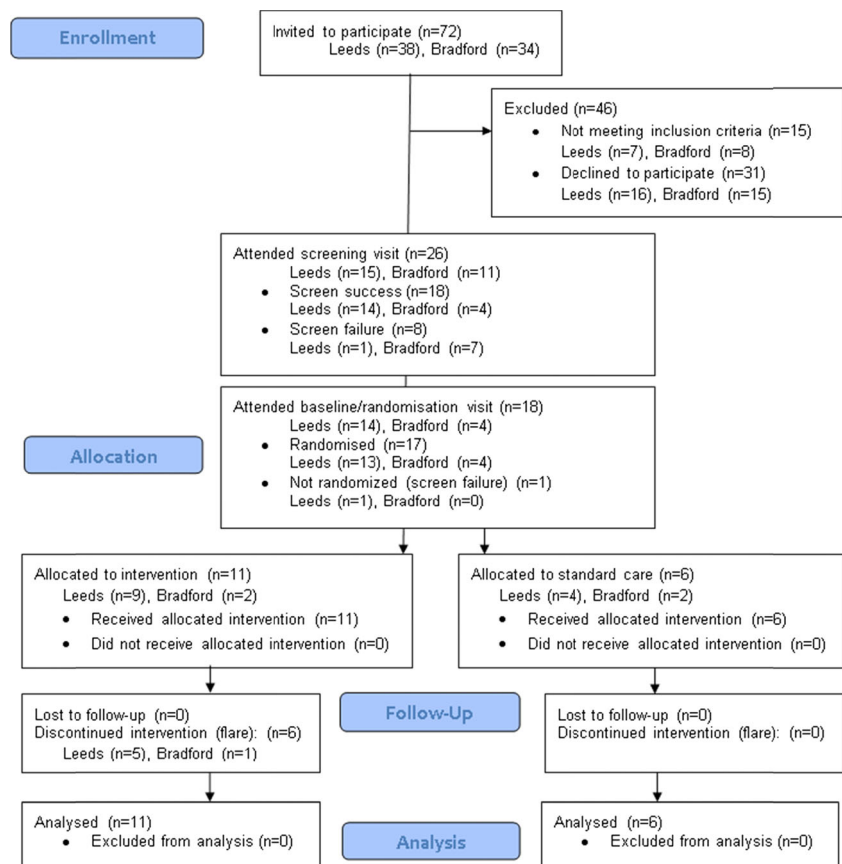 Enrollment
Invited to participate (n=72)
Leeds (n=38), Bradford (n=34)
Excluded (n=46)
• Not meeting inclusion criteria (n=15)
Leeds (n=7), Bradford (n=8)
• Declined to participate (n=31)
Leeds (n=16), Bradford (n=15)
Attended screening visit (n=26)
Leeds (n=15), Bradford (n=11)
• Screen success (n=18)
Leeds (n=14), Bradford (n=4)
• Screen failure (n=8)
Leeds (n=1), Bradford (n=7)
Allocation
Attended baseline/randomisation visit (n=18)
Leeds (n=14), Bradford (n=4)
• Randomised (n=17)
Leeds (n=13), Bradford (n=4)
• Not randomized (screen failure) (n=1)
Leeds (n=1), Bradford (n=0)
Allocated to intervention (n=11)
Leeds (n=9), Bradford (n=2)
• Received allocated intervention (n=11)
• Did not receive allocated intervention (n=0)
Allocated to standard care (n=6)
Leeds (n=4), Bradford (n=2)
• Received allocated intervention (n=6)
• Did not receive allocated intervention (n=0)
Follow-Up
Lost to follow-up (n=0)
Discontinued intervention (flare): (n=6)
Leeds (n=5), Bradford (n=1)
Lost to follow-up (n=0)
Discontinued intervention (flare): (n=0)
Analysis
Analysed (n=11)
• Excluded from analysis (n=0)
Analysed (n=6)
• Excluded from analysis (n=0)